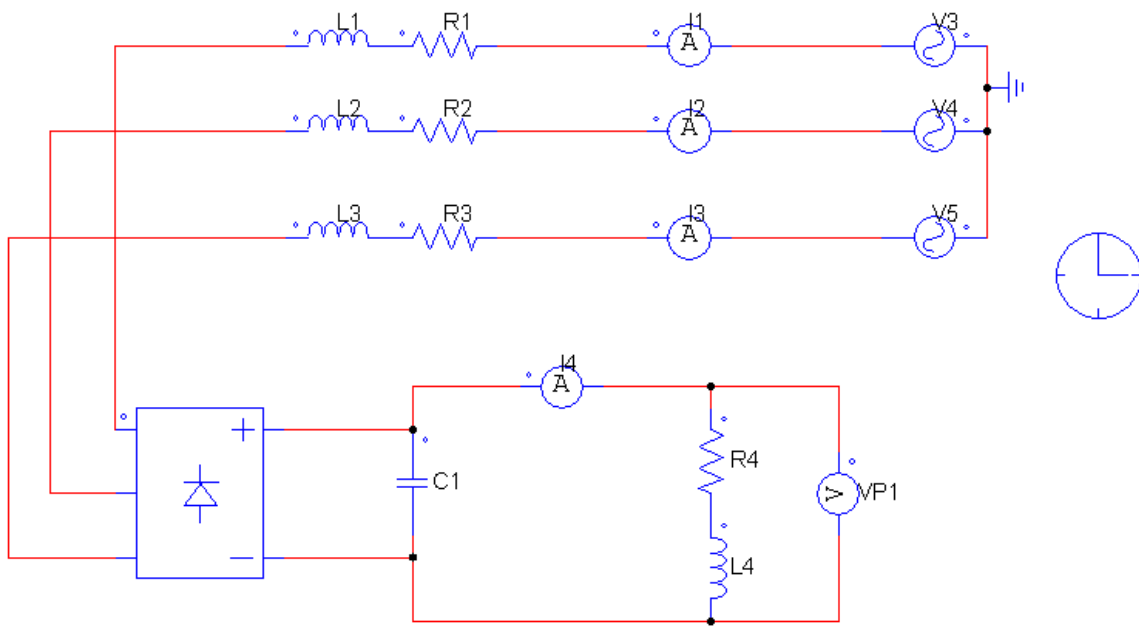 L1 R1 I1 V3
A
L2 R2 I2 V4
A
L3 R3 I3 V5
A
I4
A
+
R4
C1
V VP1
−
L4